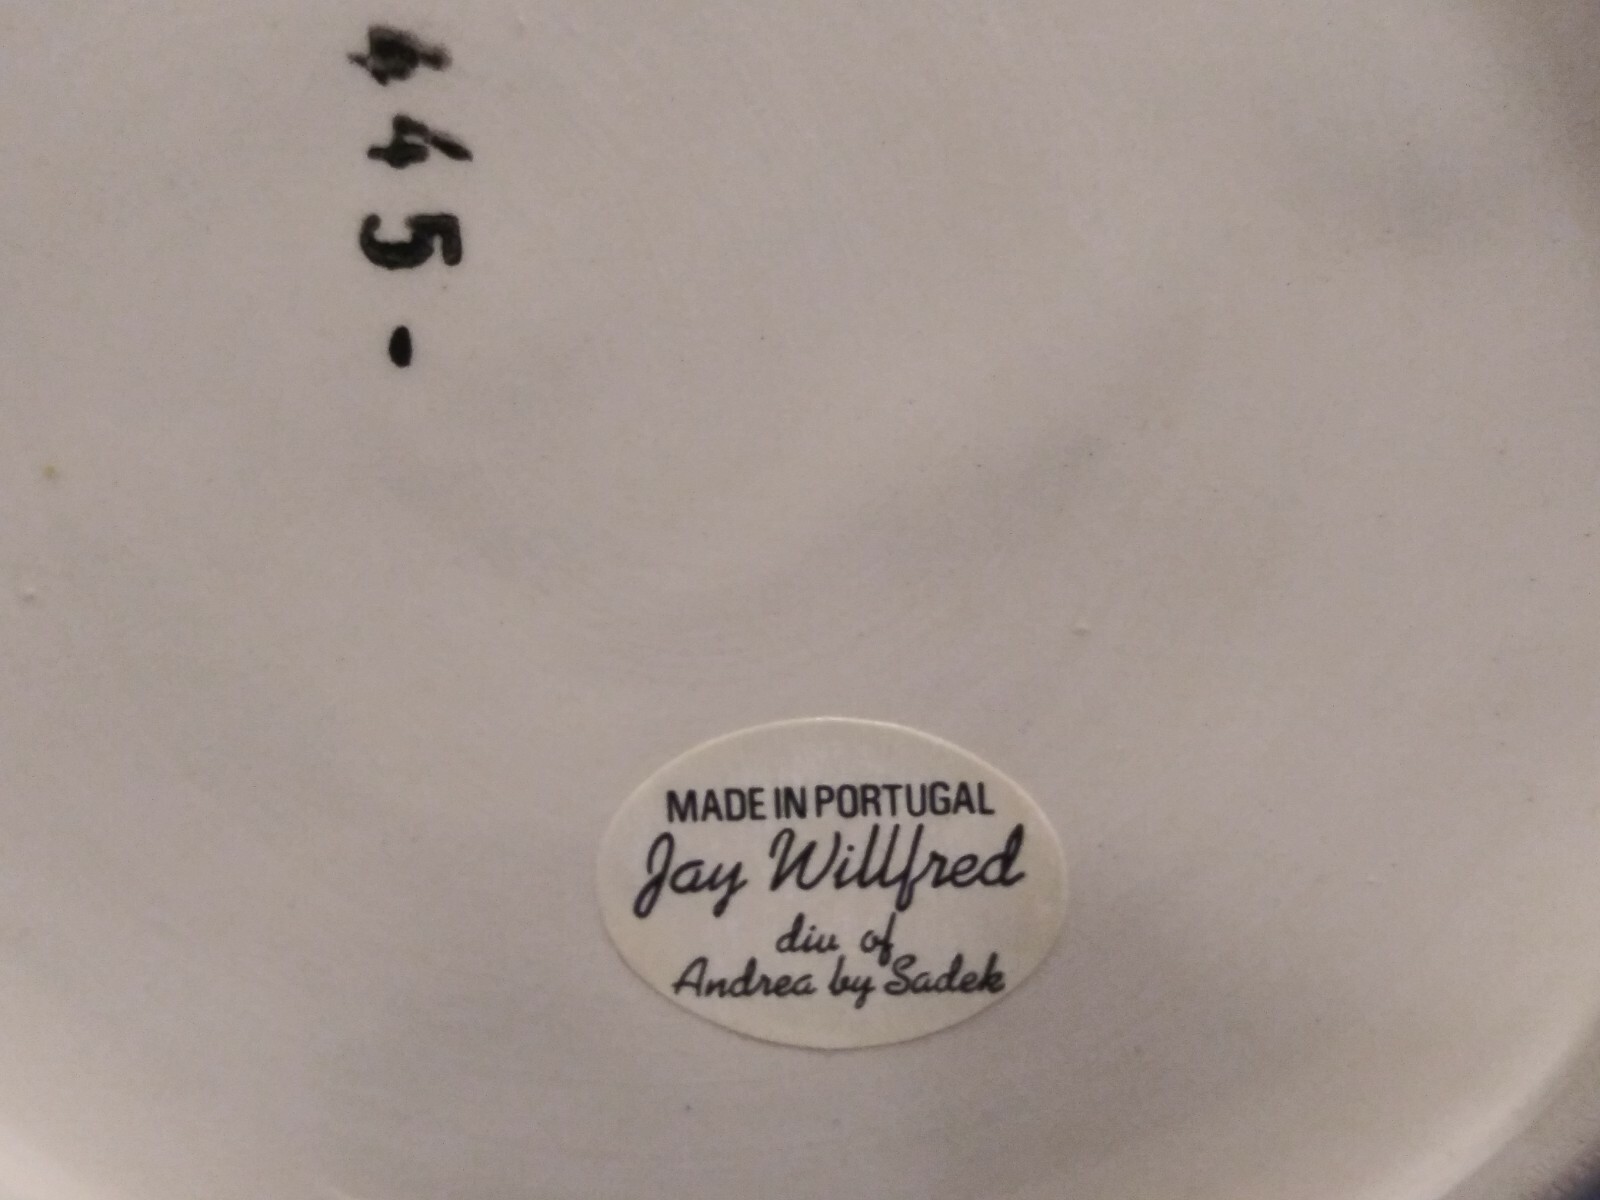 445-
MADE IN PORTUGAL
Jay Willfred
div of
Andrea by Sadek